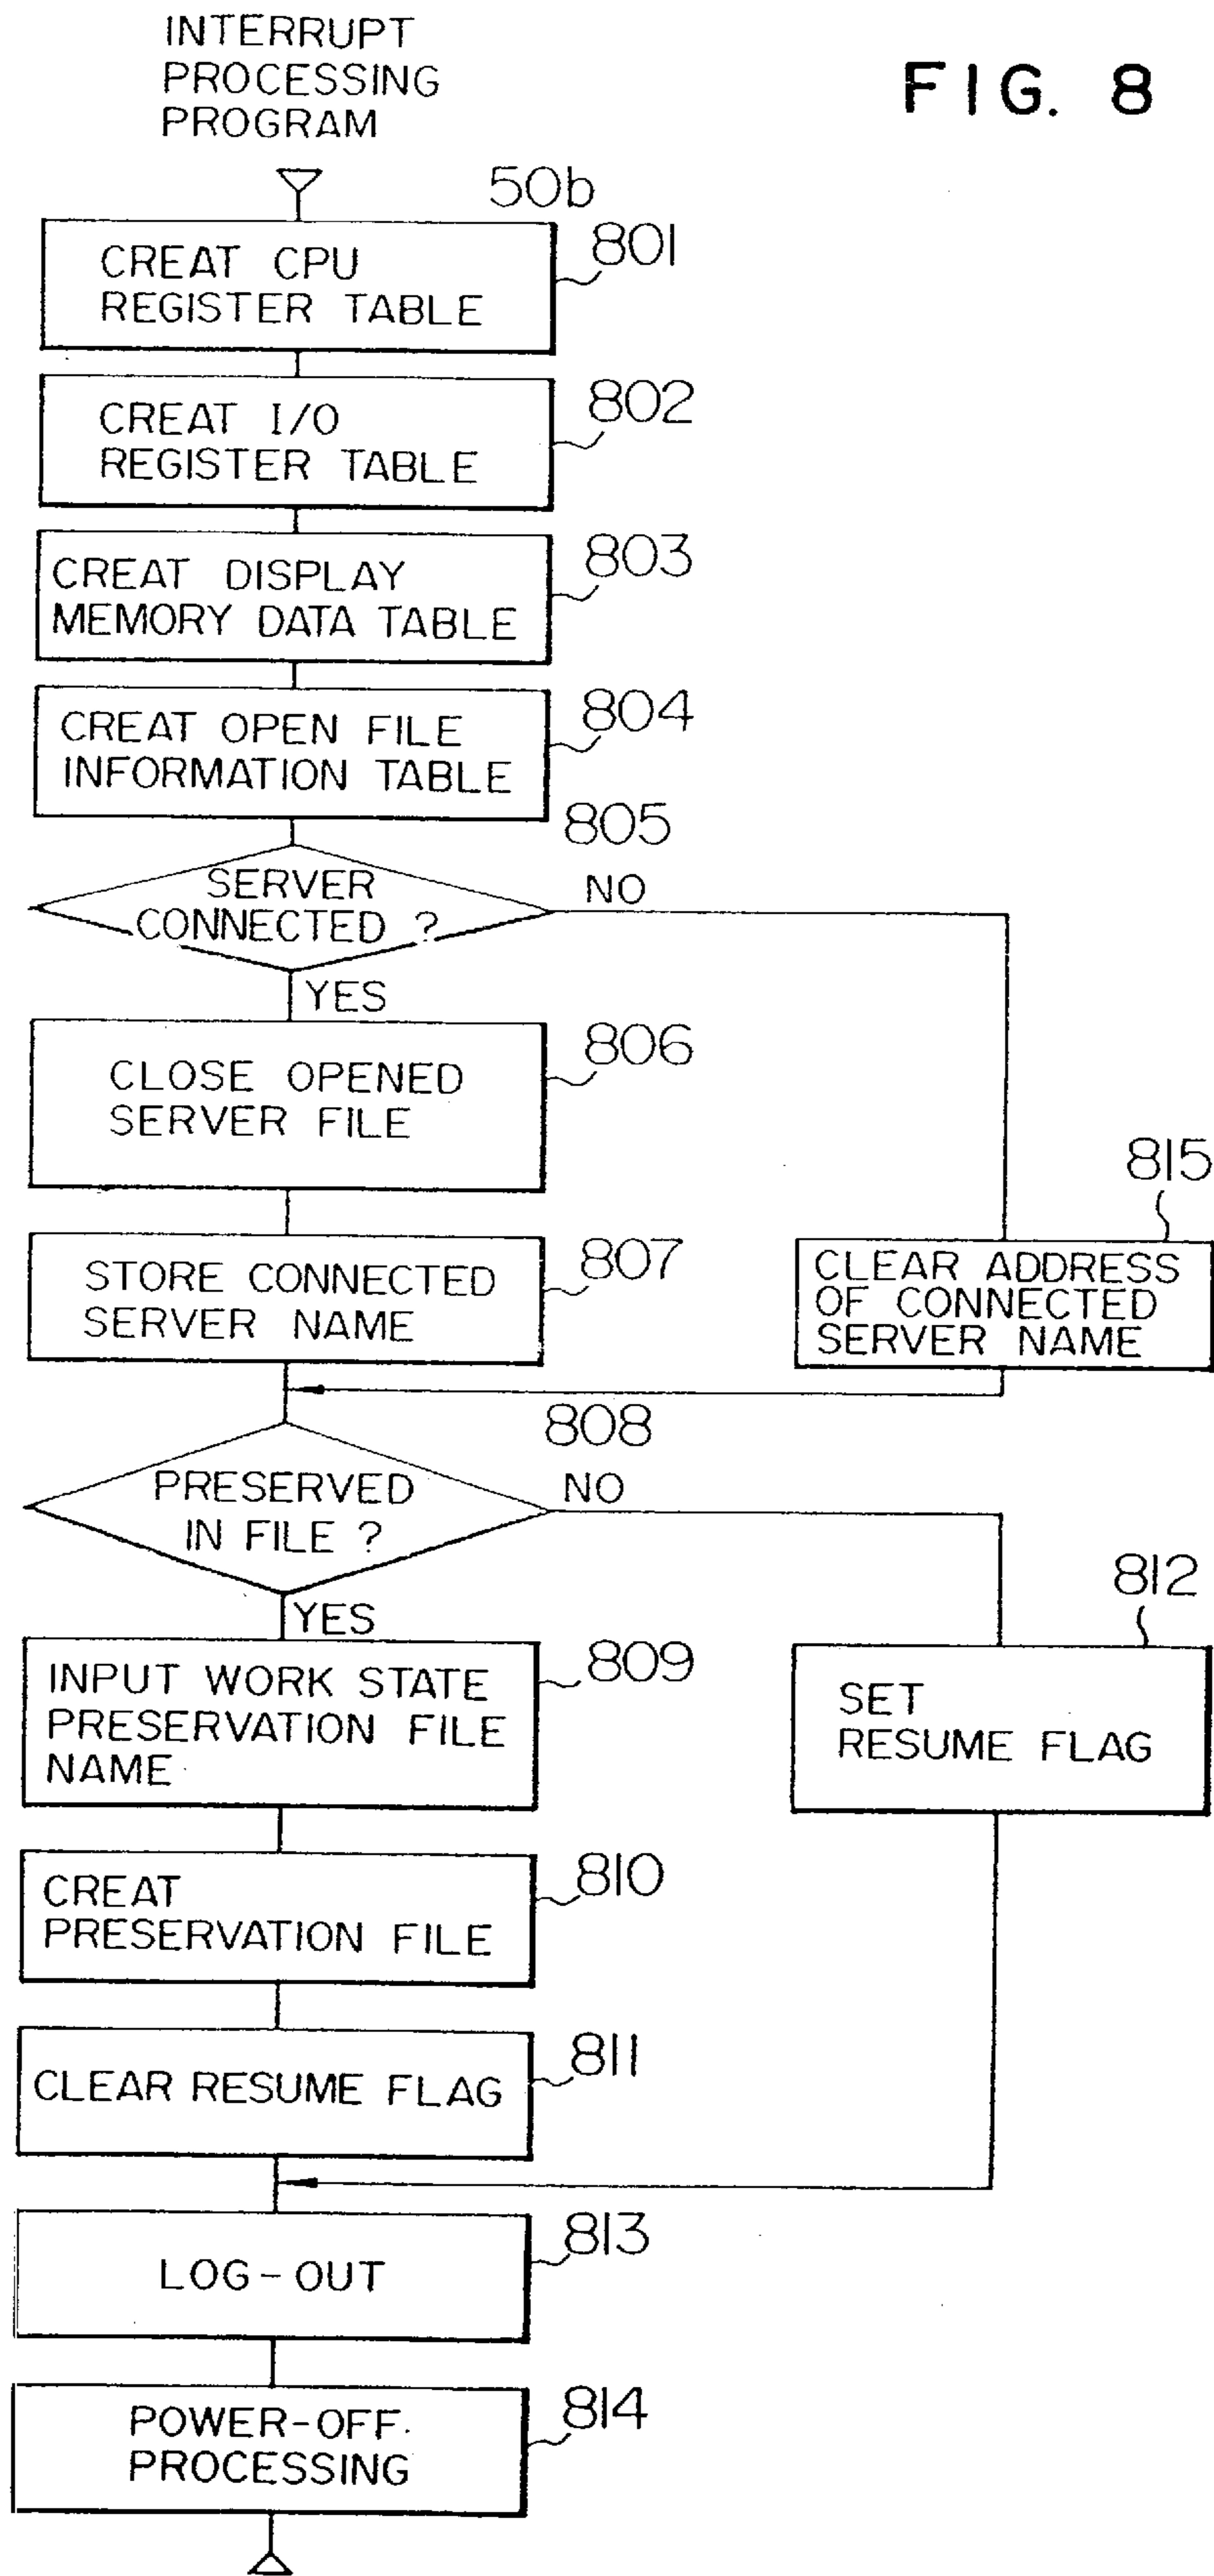 INTERRUPT
PROCESSING
PROGRAM
FIG. 8
50b
CREAT CPU
REGISTER TABLE
801
CREAT I/O
REGISTER TABLE
802
CREAT DISPLAY
MEMORY DATA TABLE
803
CREAT OPEN FILE
INFORMATION TABLE
804
805
SERVER
CONNECTED ?
NO
YES
CLOSE OPENED
SERVER FILE
806
815
STORE CONNECTED
SERVER NAME
807
CLEAR ADDRESS
OF CONNECTED
SERVER NAME
808
PRESERVED
IN FILE ?
NO
YES
812
INPUT WORK STATE
PRESERVATION FILE
NAME
809
SET
RESUME FLAG
CREAT
PRESERVATION FILE
810
CLEAR RESUME FLAG
811
LOG-OUT
813
POWER-OFF
PROCESSING
814